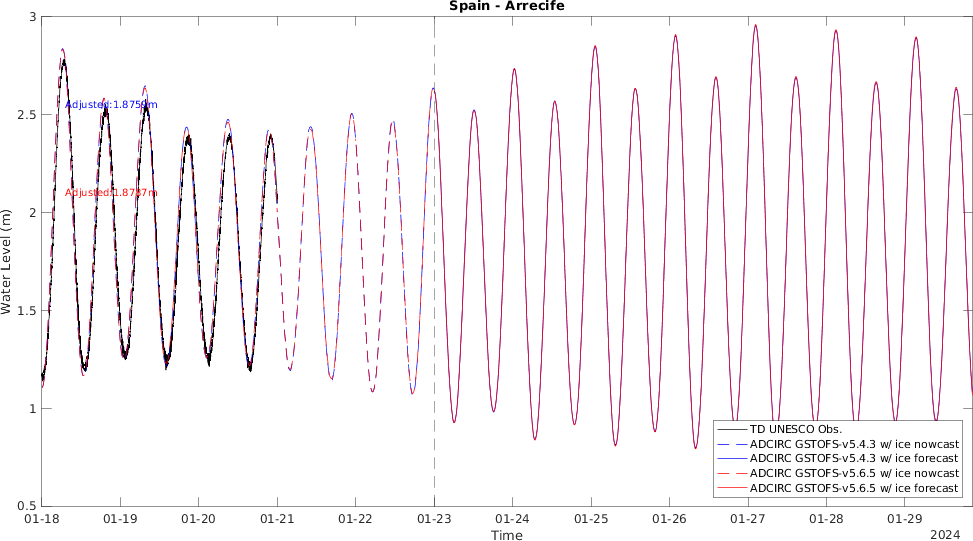 Spain - Arrecife
3
2.5
2
1.5
1
0.5
Water Level (m)
Adjusted:1.8759m
Adjusted:1.8737m
TD UNESCO Obs.
ADCIRC GSTOFS-v5.4.3 w/ ice nowcast
ADCIRC GSTOFS-v5.4.3 w/ ice forecast
ADCIRC GSTOFS-v5.6.5 w/ ice nowcast
ADCIRC GSTOFS-v5.6.5 w/ ice forecast
01-18 01-19 01-20 01-21 01-22 01-23 01-24 01-25 01-26 01-27 01-28 01-29
Time
2024